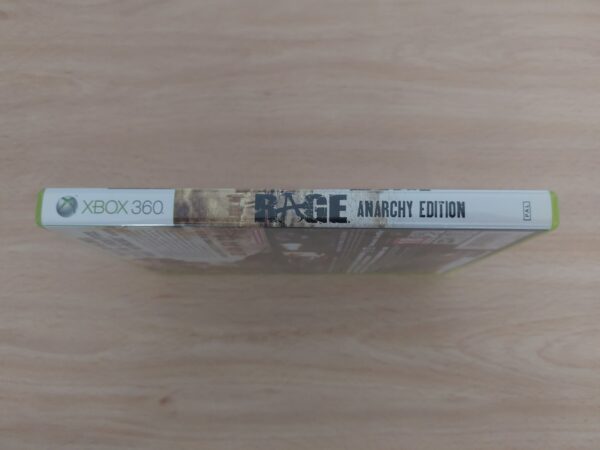 XBOX 360
RAGE ANARCHY EDITION
PAL